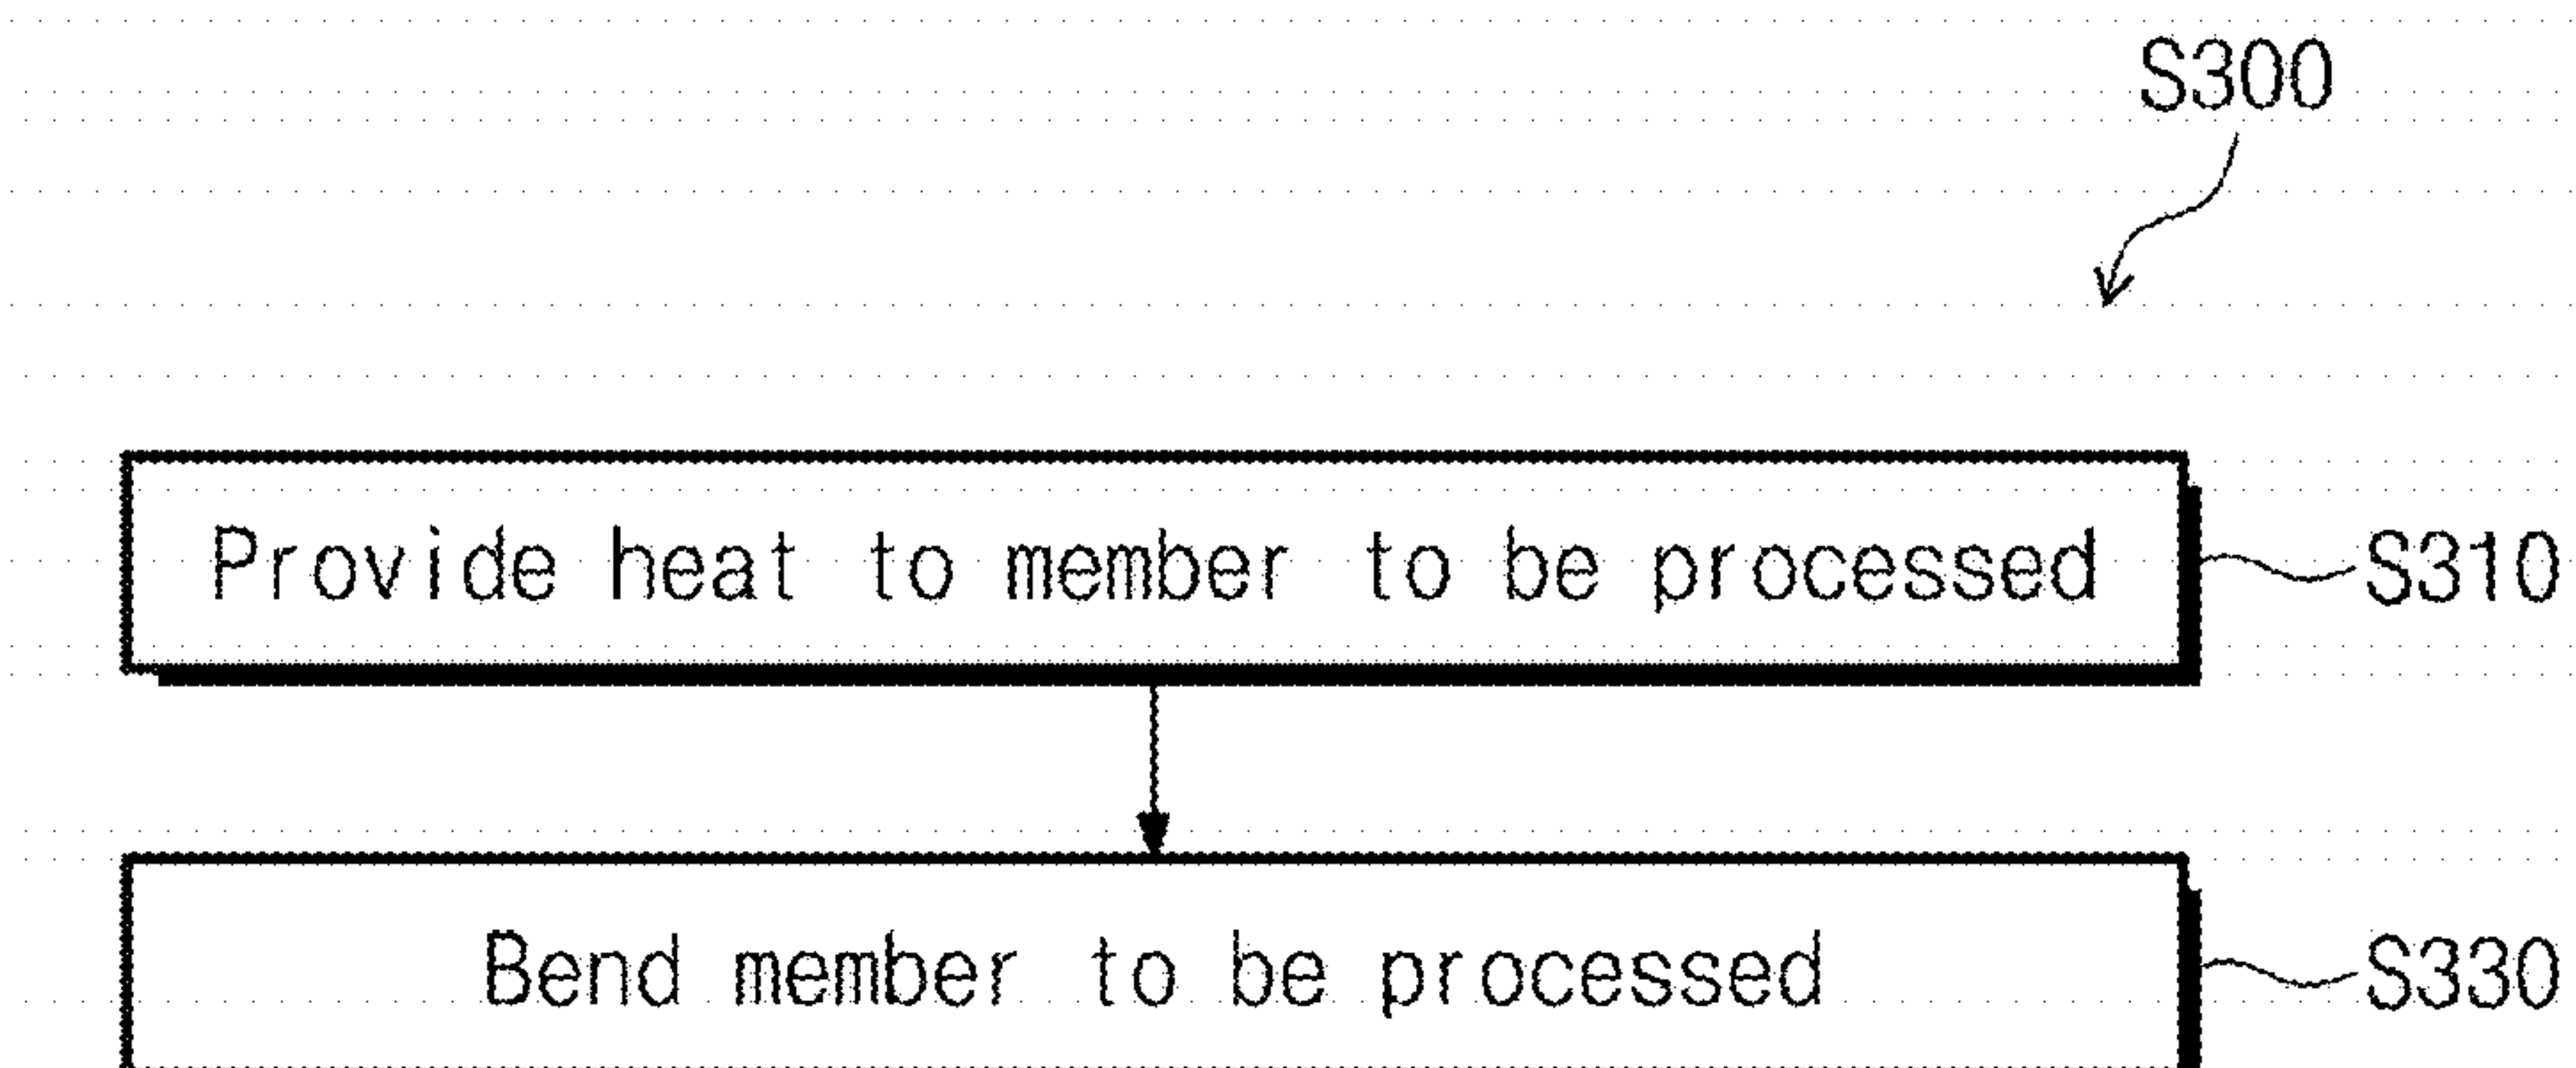 S300
Provide heat to member to be processed
S310
Bend member to be processed
S330